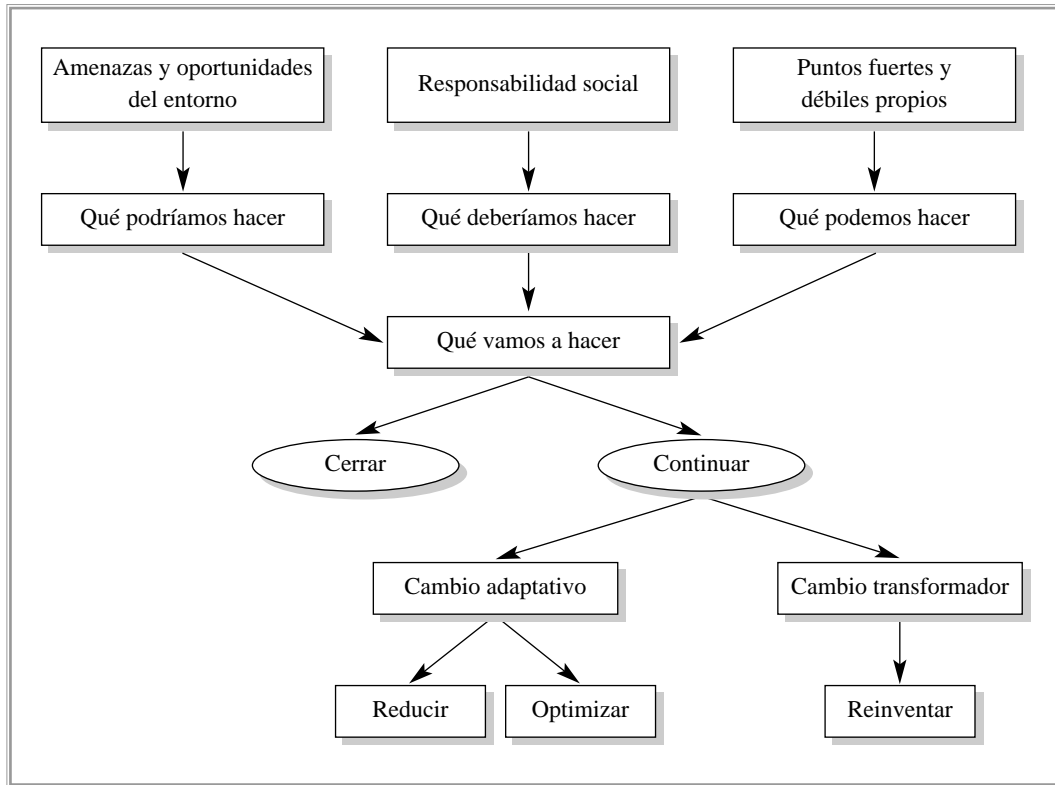 Amenazas y oportunidades
del entorno
Responsabilidad social
Puntos fuertes y
débiles propios
Qué podríamos hacer
Qué deberíamos hacer
Qué podemos hacer
Qué vamos a hacer
Cerrar
Continuar
Cambio adaptativo
Cambio transformador
Reducir
Optimizar
Reinventar